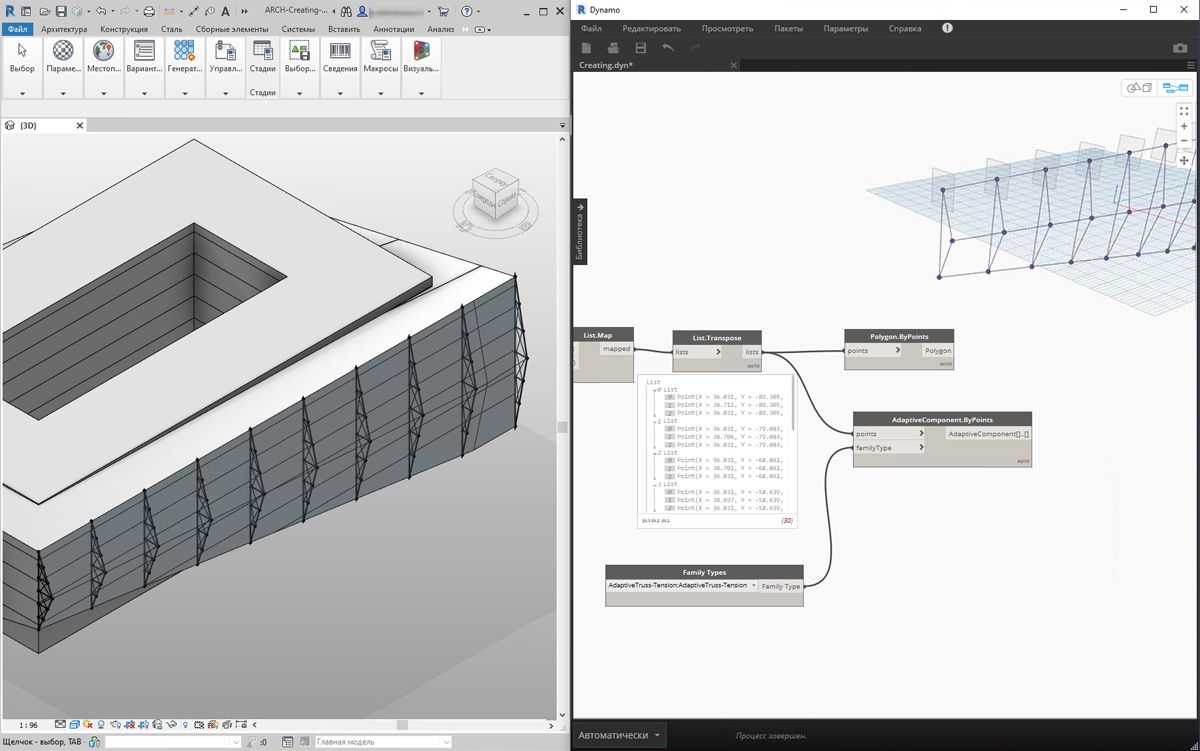 ARCH-Creating-...
Файл Архитектура Конструкция Сталь Сборные элементы Системы Вставить Аннотации Анализ
Выбор Параме... Местоп... Вариант... Генерат... Управл... Стадии Выбор... Сведения Макросы Визуаль...
Стадии
{3D}
Справа
1 : 96
Щелчок - выбор, TAB
:0
Главная модель
Dynamo
Файл Редактировать Просмотреть Пакеты Параметры Справка
Creating.dyn*
Библиотека
List.Map
mapped
List.Transpose
lists > lists
AUTO
List
0 List
0 Point(X = 36.031, Y = -89.305,
1 Point(X = 38.711, Y = -89.305,
2 Point(X = 36.031, Y = -89.305,
1 List
0 Point(X = 36.031, Y = -79.083,
1 Point(X = 38.706, Y = -79.083,
2 Point(X = 36.031, Y = -79.083,
2 List
0 Point(X = 36.031, Y = -68.861,
1 Point(X = 38.701, Y = -68.861,
2 Point(X = 36.031, Y = -68.861,
3 List
0 Point(X = 36.031, Y = -58.639,
1 Point(X = 38.697, Y = -58.639,
2 Point(X = 36.031, Y = -58.639,
@L3 @L2 @L1 {30}
Polygon.ByPoints
points > Polygon
AUTO
AdaptiveComponent.ByPoints
points > AdaptiveComponent[]..[]
familyType >
AUTO
Family Types
AdaptiveTruss-Tension:AdaptiveTruss-Tension Family Type
Автоматически
Процесс завершен.